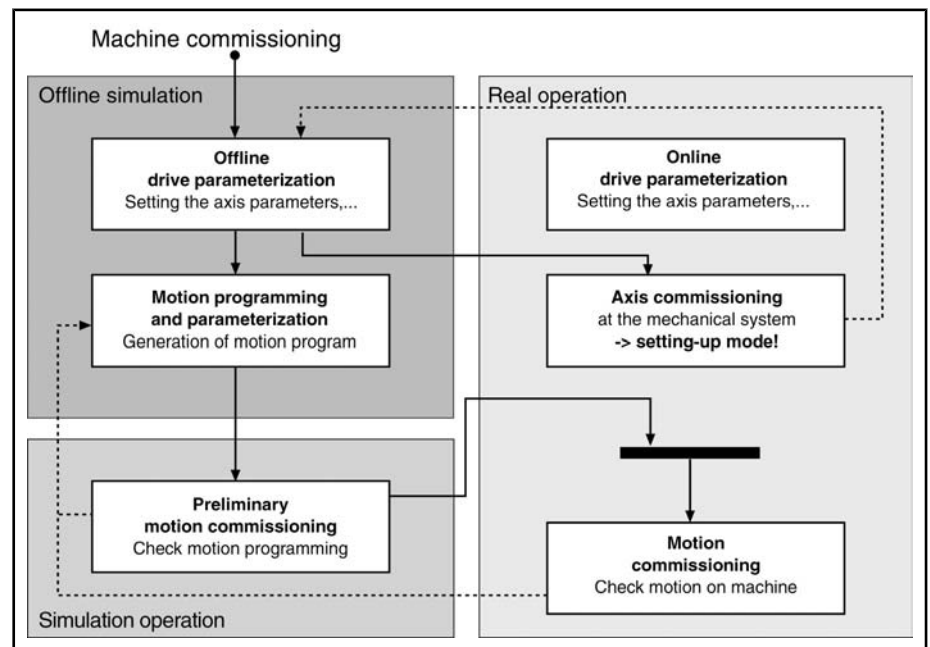 Machine commissioning
Offline simulation
Offline
drive parameterization
Setting the axis parameters,...
Motion programming
and parameterization
Generation of motion program
Preliminary
motion commissioning
Check motion programming
Simulation operation
Real operation
Online
drive parameterization
Setting the axis parameters,...
Axis commissioning
at the mechanical system
-> setting-up mode!
Motion
commissioning
Check motion on machine